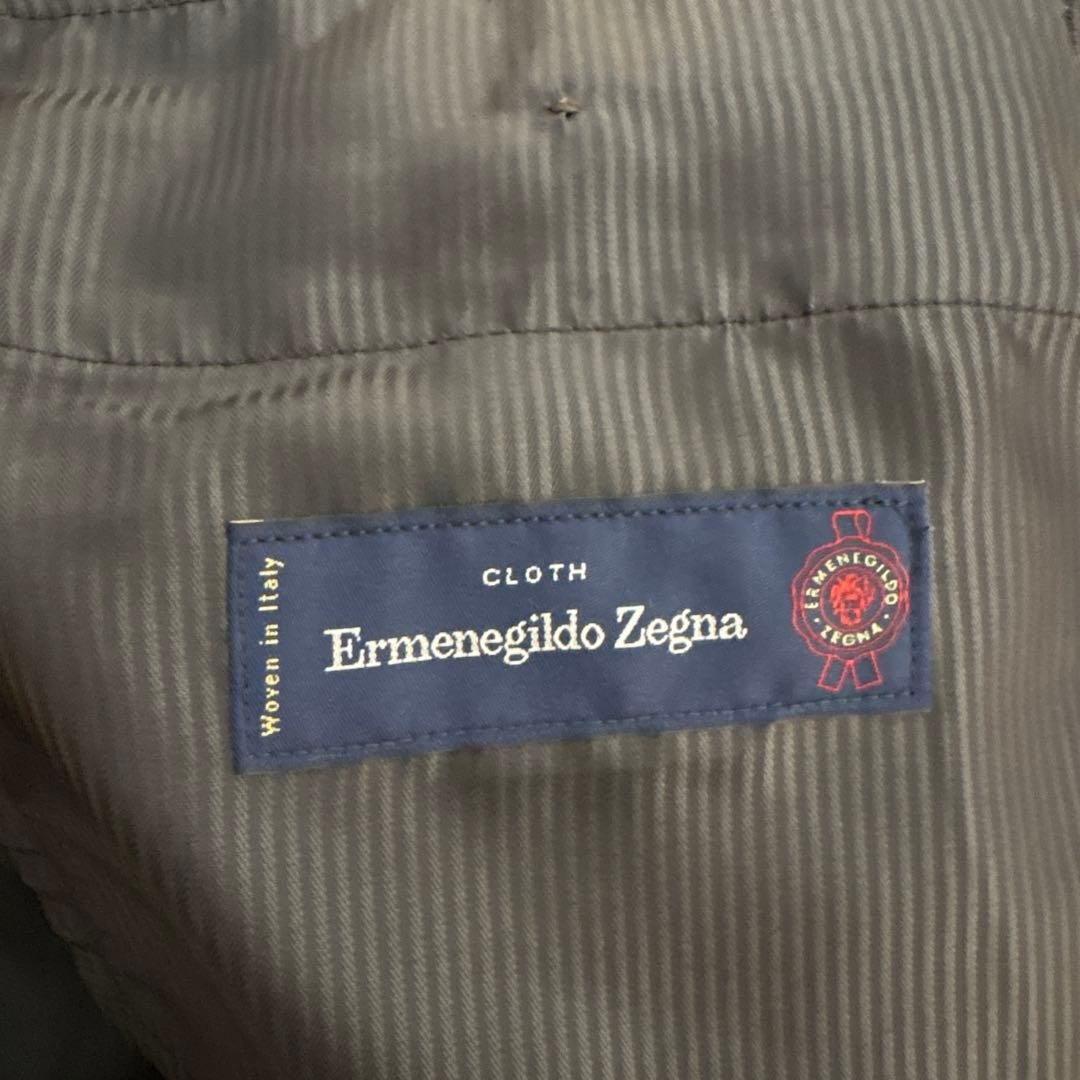 Woven in Italy
CLOTH
Ermenegildo Zegna
ERMENEGILDO
· ZEGNA ·